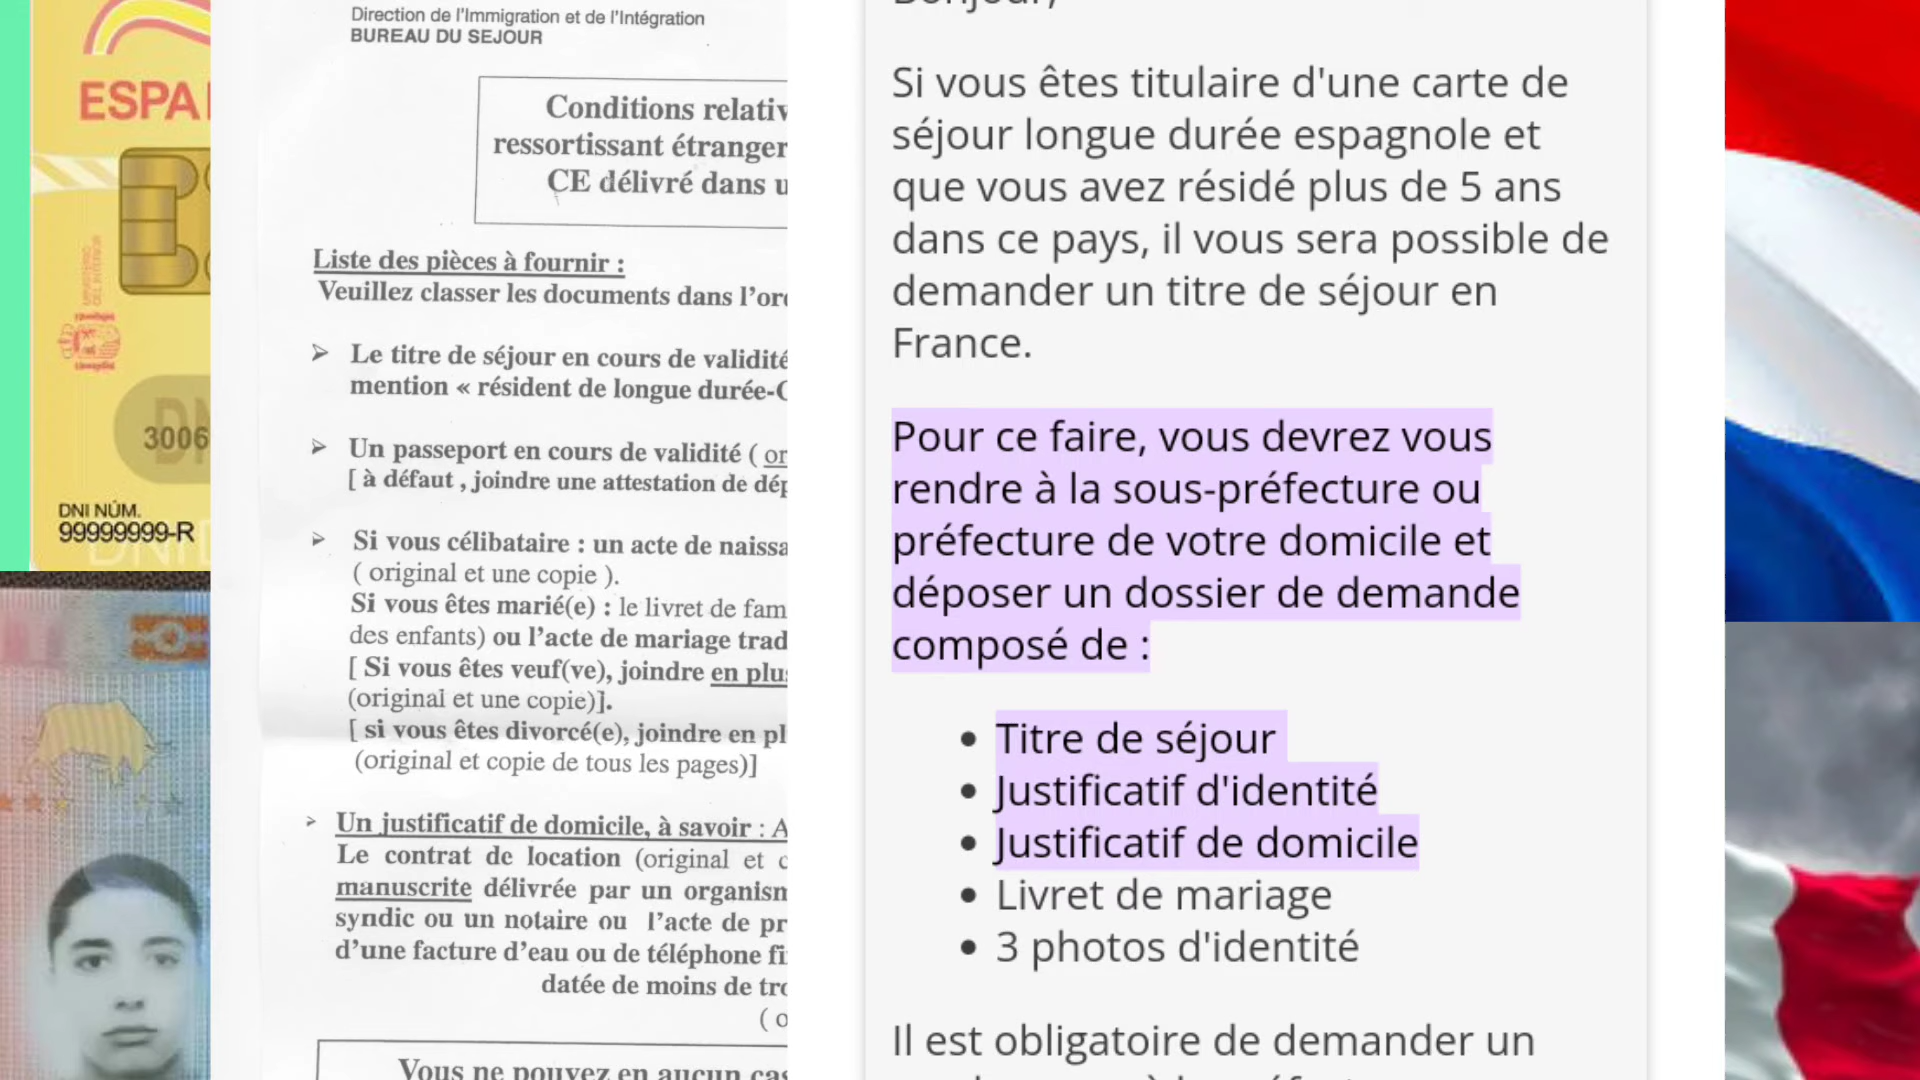 ESPA
DNI NÚM.
99999999-R
3006
Direction de l'Immigration et de l'Intégration
BUREAU DU SEJOUR
Conditions relativ
ressortissant étranger
CE délivré dans u
Liste des pièces à fournir :
Veuillez classer les documents dans l'or
➢ Le titre de séjour en cours de validité
mention « résident de longue durée-C
➢ Un passeport en cours de validité ( or
[ à défaut , joindre une attestation de dép
➢ Si vous célibataire : un acte de naissa
( original et une copie ).
Si vous êtes marié(e) : le livret de fam
des enfants) ou l'acte de mariage trad
[ Si vous êtes veuf(ve), joindre en plus
(original et une copie)].
[ si vous êtes divorcé(e), joindre en pl
(original et copie de tous les pages)]
➢ Un justificatif de domicile, à savoir : A
Le contrat de location (original et c
manuscrite délivrée par un organism
syndic ou un notaire ou l'acte de pr
d'une facture d'eau ou de téléphone fi
datée de moins de tro
( o
Vous ne pouvez en aucun cas
Bonjour,
Si vous êtes titulaire d'une carte de
séjour longue durée espagnole et
que vous avez résidé plus de 5 ans
dans ce pays, il vous sera possible de
demander un titre de séjour en
France.
Pour ce faire, vous devrez vous
rendre à la sous-préfecture ou
préfecture de votre domicile et
déposer un dossier de demande
composé de :
• Titre de séjour
• Justificatif d'identité
• Justificatif de domicile
• Livret de mariage
• 3 photos d'identité
Il est obligatoire de demander un